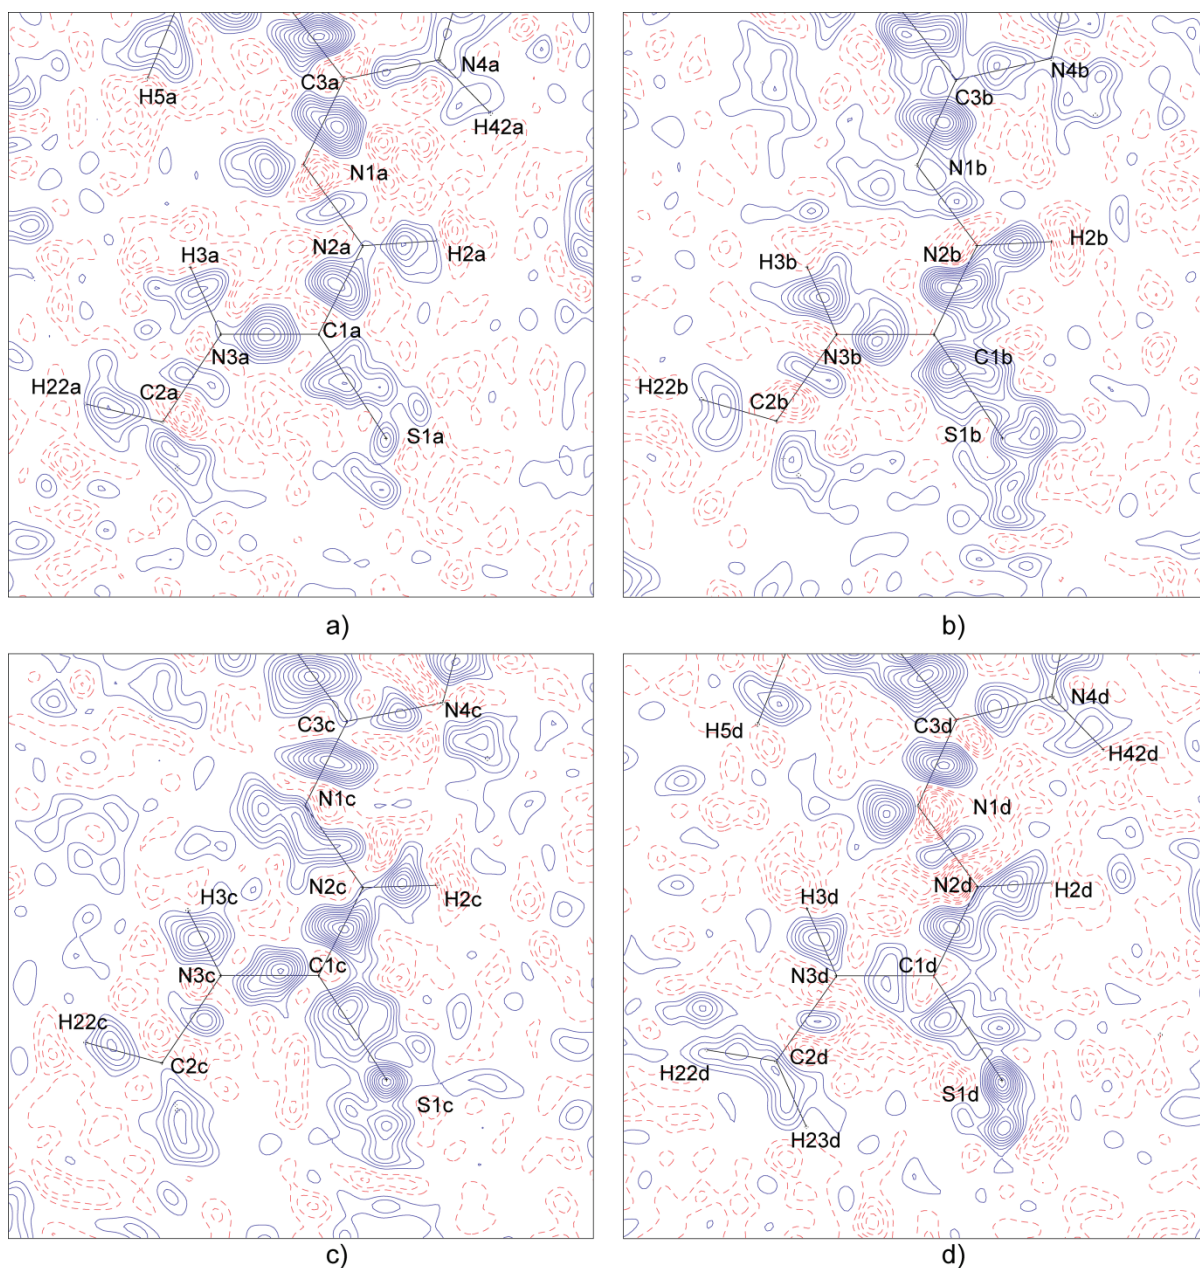 N4a
C3a
H5a
H42a
N1a
N2a
H3a
H2a
C1a
N3a
H22a
C2a
S1a
a)
N4b
C3b
N1b
N2b
H2b
H3b
N3b
C1b
H22b
C2b
S1b
b)
N4c
C3c
N1c
N2c
H3c
H2c
C1c
N3c
H22c
C2c
S1c
c)
N4d
C3d
H5d
H42d
N1d
N2d
H3d
H2d
C1d
N3d
C2d
H22d
S1d
H23d
d)